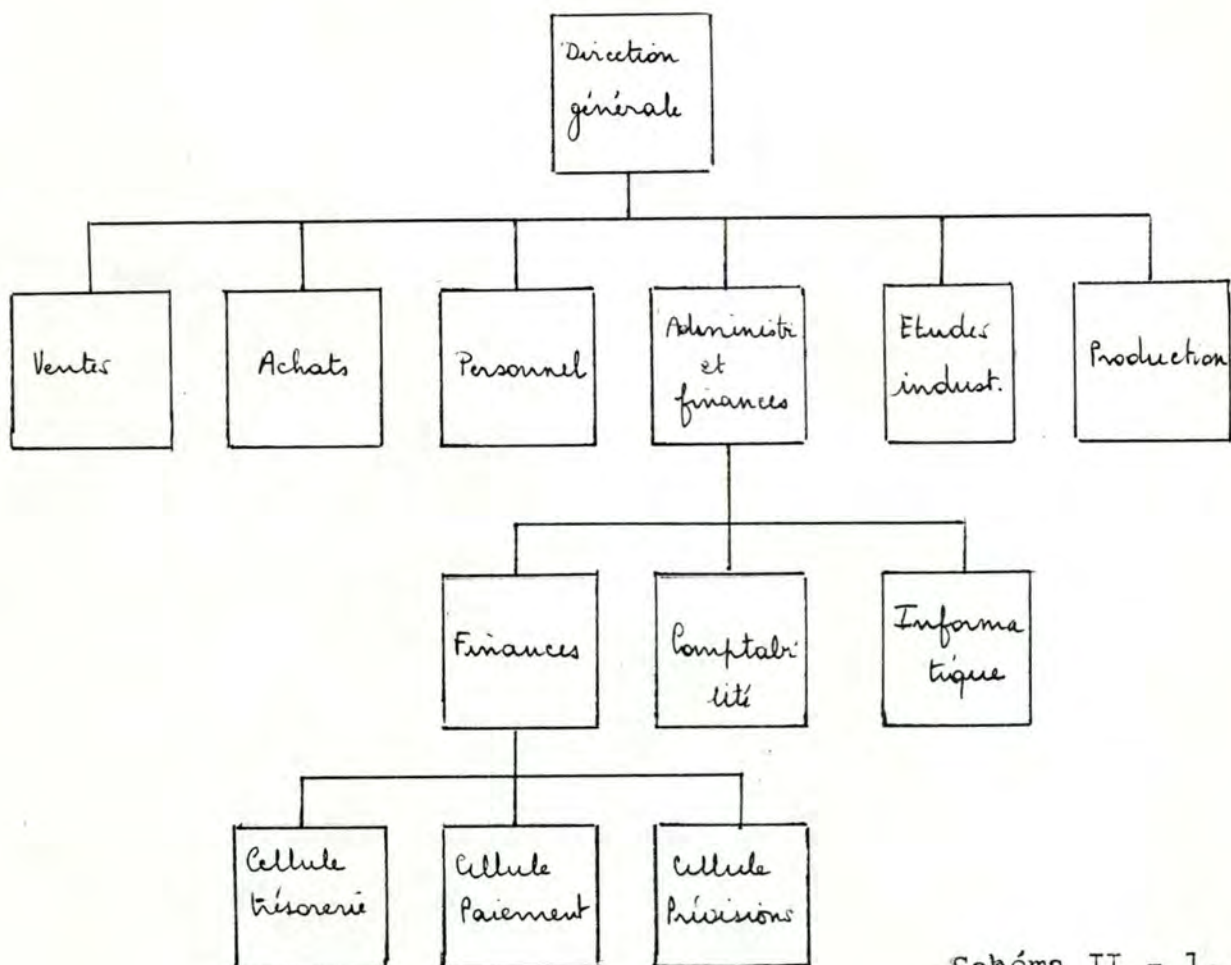 Direction
générale
Ventes
Achats
Personnel
Administr
et
finances
Etudes
indust.
Production
Finances
Comptabi-
lité
Informa
tique
Cellule
trésorerie
Cellule
Paiement
Cellule
Prévisions
Schéma II - 1